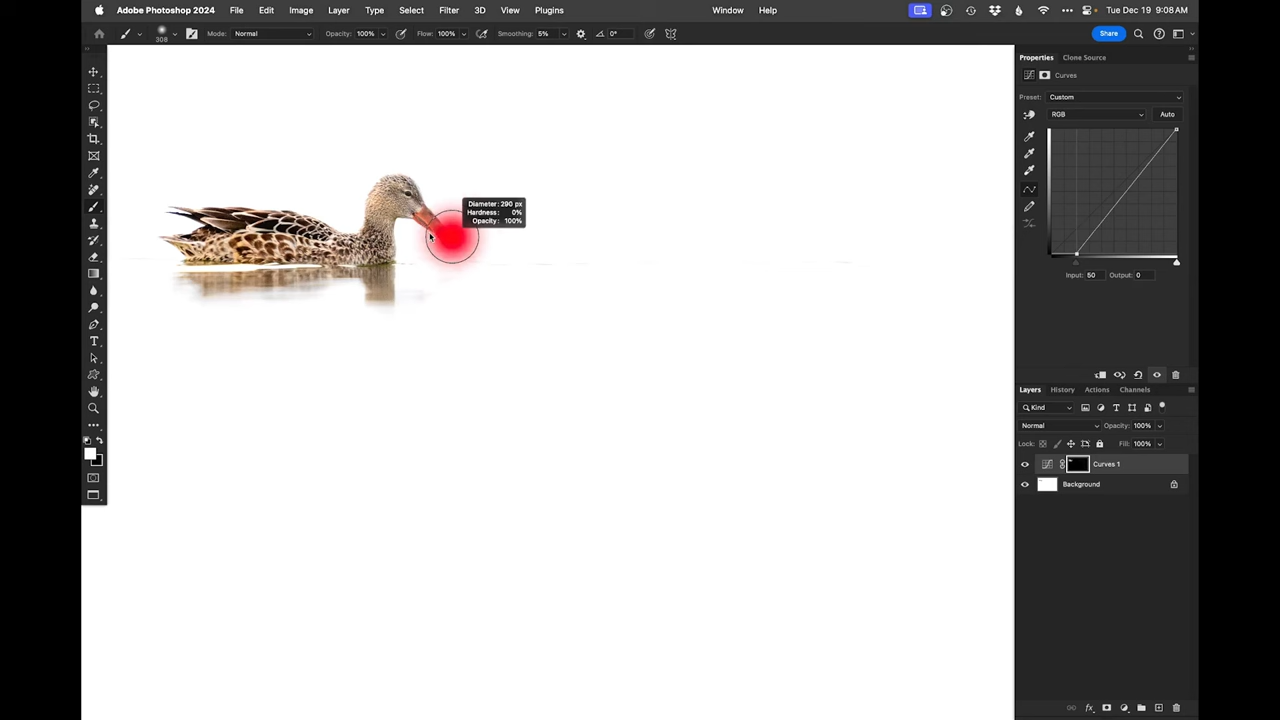 Adobe Photoshop 2024 File Edit Image Layer Type Select Filter 3D View Plugins Window Help Tue Dec 19 9:08 AM
308 Mode: Normal Opacity: 100% Flow: 100% Smoothing: 5% 0° Share
Properties Clone Source
Curves
Preset: Custom
RGB Auto
Diameter: 290 px
Hardness: 0%
Opacity: 100%
Input: 50 Output: 0
Layers History Actions Channels
Kind
Normal Opacity: 100%
Lock: Fill: 100%
Curves 1
Background